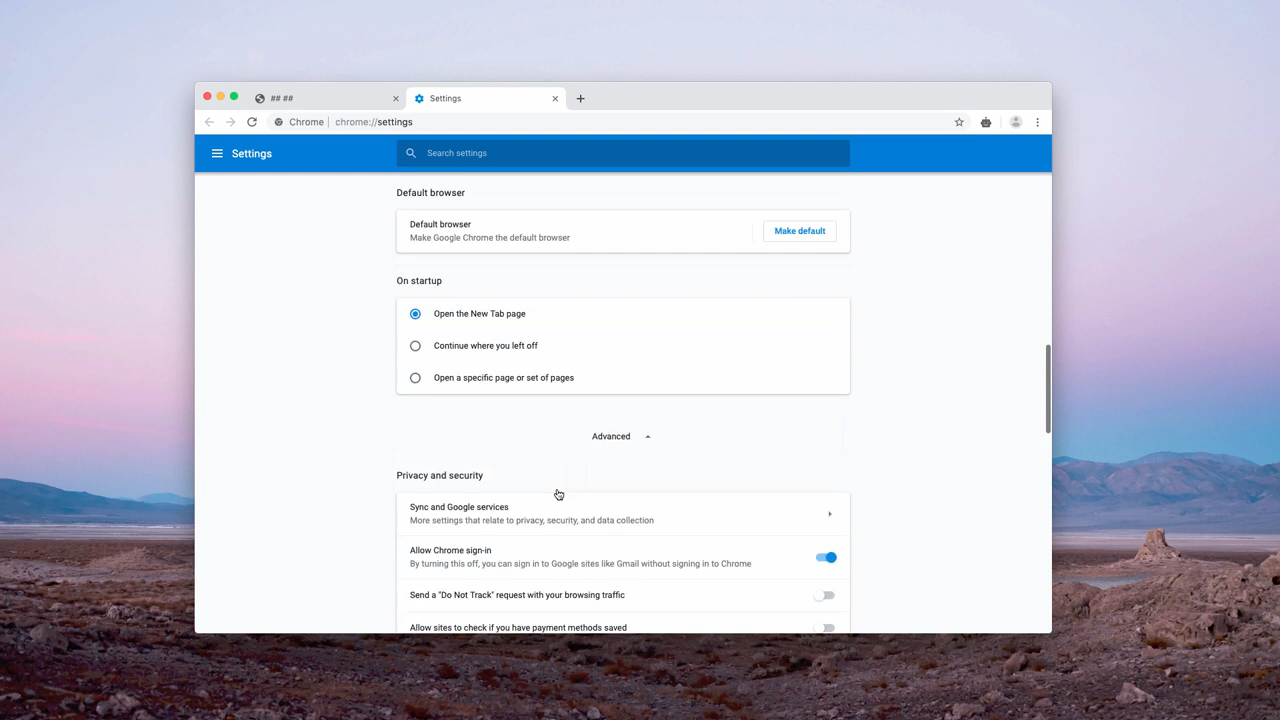 ## ##
Settings
Chrome
chrome://settings
Settings
Search settings
Default browser
Default browser
Make Google Chrome the default browser
Make default
On startup
Open the New Tab page
Continue where you left off
Open a specific page or set of pages
Advanced
Privacy and security
Sync and Google services
More settings that relate to privacy, security, and data collection
Allow Chrome sign-in
By turning this off, you can sign in to Google sites like Gmail without signing in to Chrome
Send a "Do Not Track" request with your browsing traffic
Allow sites to check if you have payment methods saved